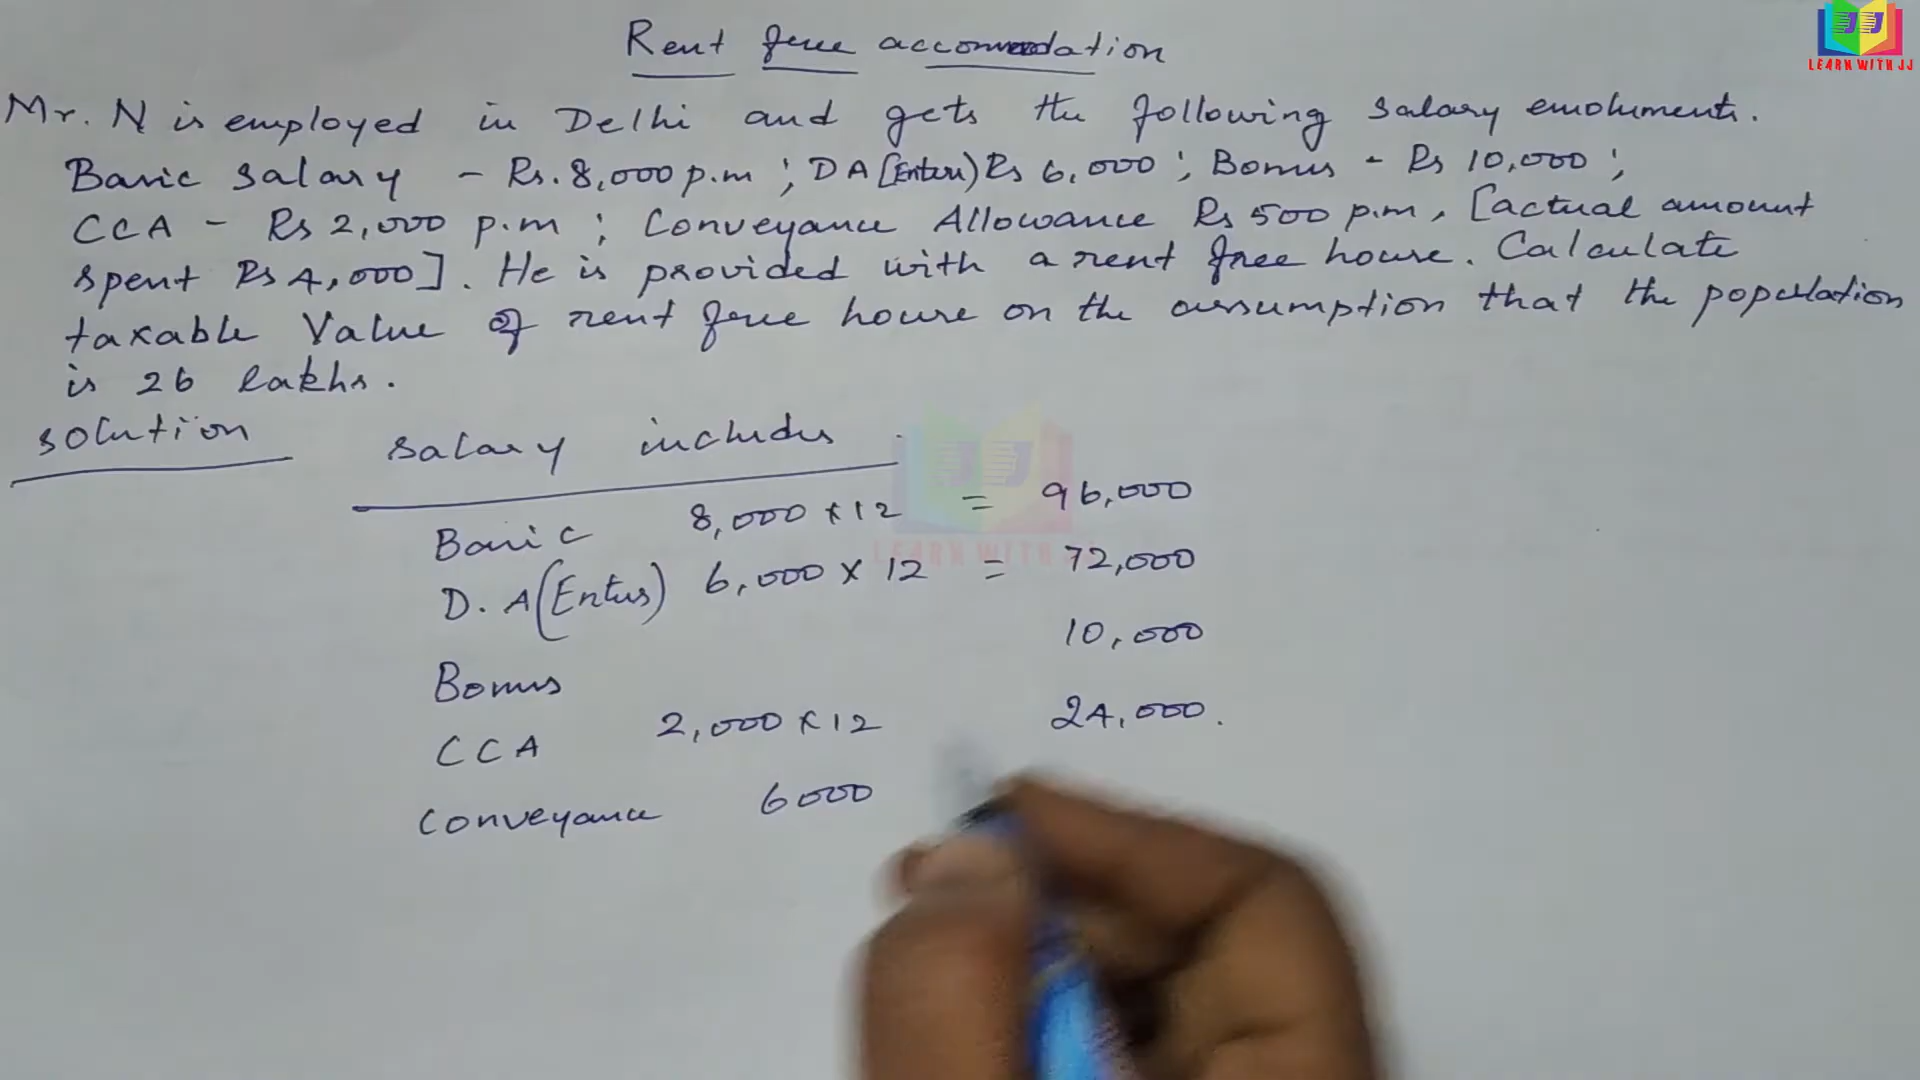 Rent free accommodation
LEARN WITH JJ
Mr. N is employed in Delhi and gets the following salary emoluments.
Basic salary - Rs. 8,000 p.m ; DA [Enters) Rs 6,000 ; Bonus - Rs 10,000 ;
CCA - Rs 2,000 p.m ; Conveyance Allowance Rs 500 p.m, [actual amount
spent Rs 4,000]. He is provided with a rent free house. Calculate
taxable Value of rent free house on the assumption that the population
is 26 lakhs.
solution
salary includes
Basic 8,000 x 12 = 96,000
D.A (Enters) 6,000 x 12 = 72,000
Bonus 10,000
CCA 2,000 x 12 24,000.
Conveyance 6000
LEARN WITH JJ